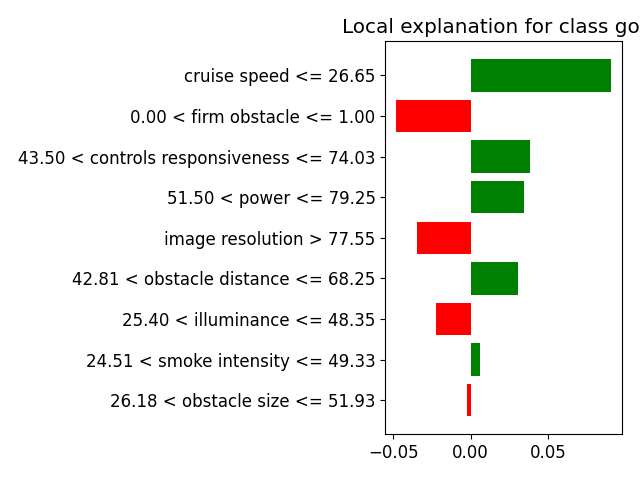 Local explanation for class go
cruise speed <= 26.65
0.00 < firm obstacle <= 1.00
43.50 < controls responsiveness <= 74.03
51.50 < power <= 79.25
image resolution > 77.55
42.81 < obstacle distance <= 68.25
25.40 < illuminance <= 48.35
24.51 < smoke intensity <= 49.33
26.18 < obstacle size <= 51.93
−0.05 0.00 0.05